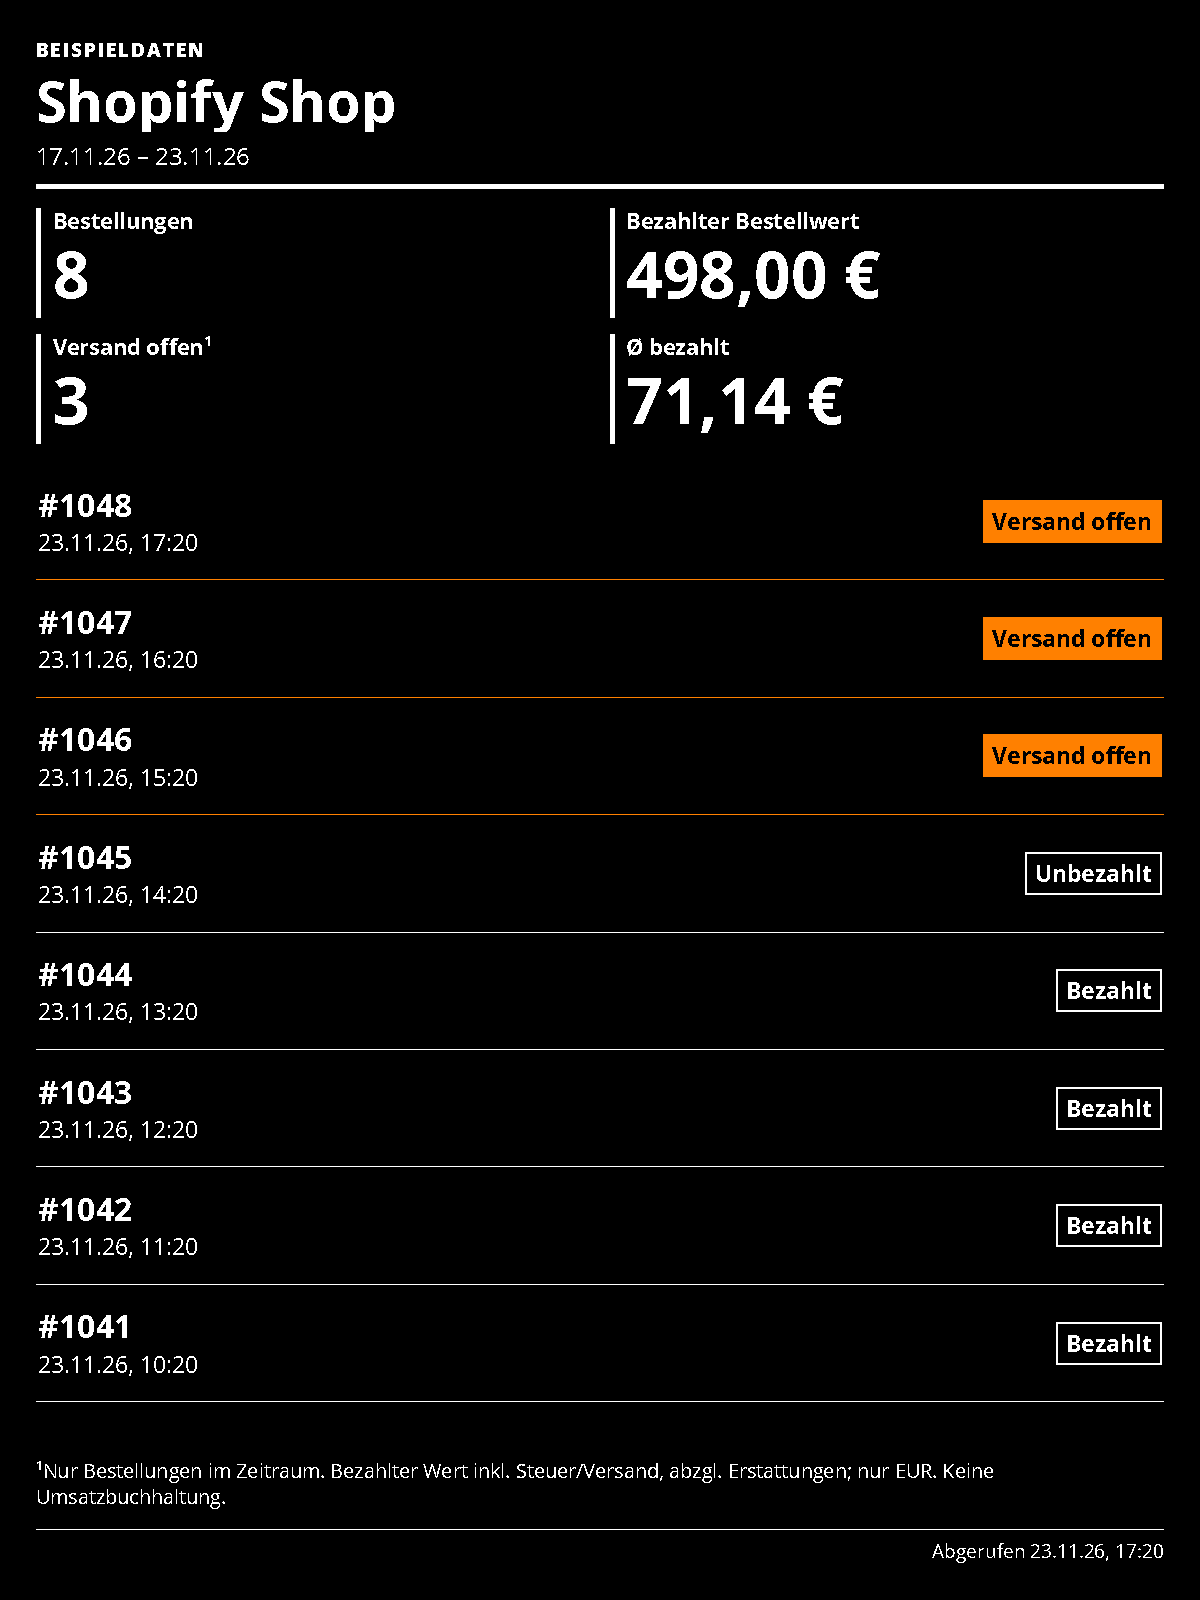 BEISPIELDATEN
Shopify Shop
17.11.26 – 23.11.26
Bestellungen
8
Bezahlter Bestellwert
498,00 €
Versand offen¹
3
Ø bezahlt
71,14 €
#1048
23.11.26, 17:20
Versand offen
#1047
23.11.26, 16:20
Versand offen
#1046
23.11.26, 15:20
Versand offen
#1045
23.11.26, 14:20
Unbezahlt
#1044
23.11.26, 13:20
Bezahlt
#1043
23.11.26, 12:20
Bezahlt
#1042
23.11.26, 11:20
Bezahlt
#1041
23.11.26, 10:20
Bezahlt
¹Nur Bestellungen im Zeitraum. Bezahlter Wert inkl. Steuer/Versand, abzgl. Erstattungen; nur EUR. Keine
Umsatzbuchhaltung.
Abgerufen 23.11.26, 17:20